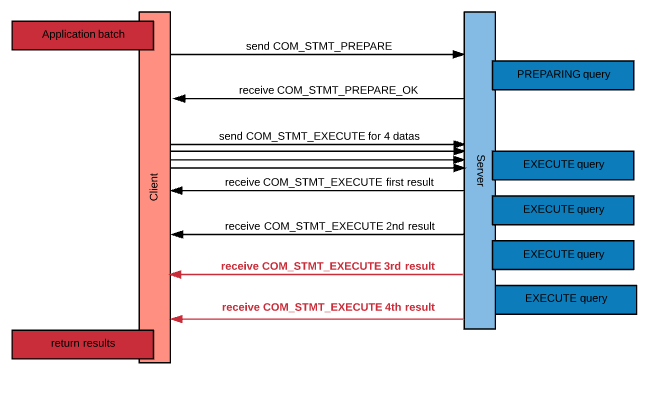 Application batch
send COM_STMT_PREPARE
PREPARING query
receive COM_STMT_PREPARE_OK
send COM_STMT_EXECUTE for 4 datas
EXECUTE query
Client
Server
receive COM_STMT_EXECUTE first result
EXECUTE query
receive COM_STMT_EXECUTE 2nd result
EXECUTE query
receive COM_STMT_EXECUTE 3rd result
EXECUTE query
receive COM_STMT_EXECUTE 4th result
return results